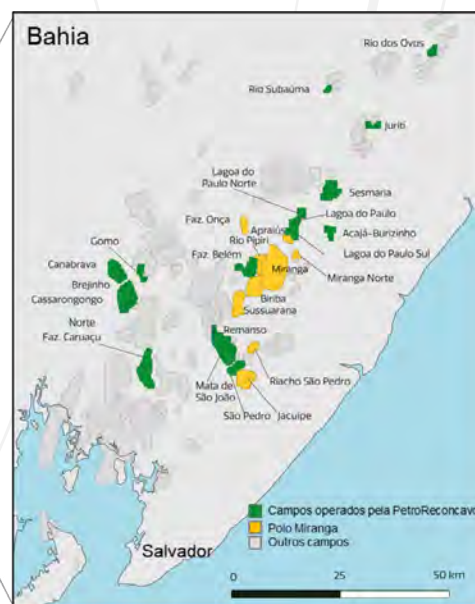 Bahia
Rio dos Ovos
Rio Subaúma
Juriti
Lagoa do
Paulo Norte
Sesmaria
Lagoa do Paulo
Faz. Onça
Apraiús
Acajá-Burizinho
Rio Pipiri
Lagoa do Paulo Sul
Gomo
Faz. Belém
Canabrava
Miranga
Miranga Norte
Brejinho
Cassarongongo
Biriba
Sussuarana
Norte
Faz. Caruaçu
Remanso
Riacho São Pedro
Mata de
São João
São Pedro
Jacuipe
Campos operados pela PetroReconcavo
Polo Miranga
Outros campos
Salvador
0 25 50 km